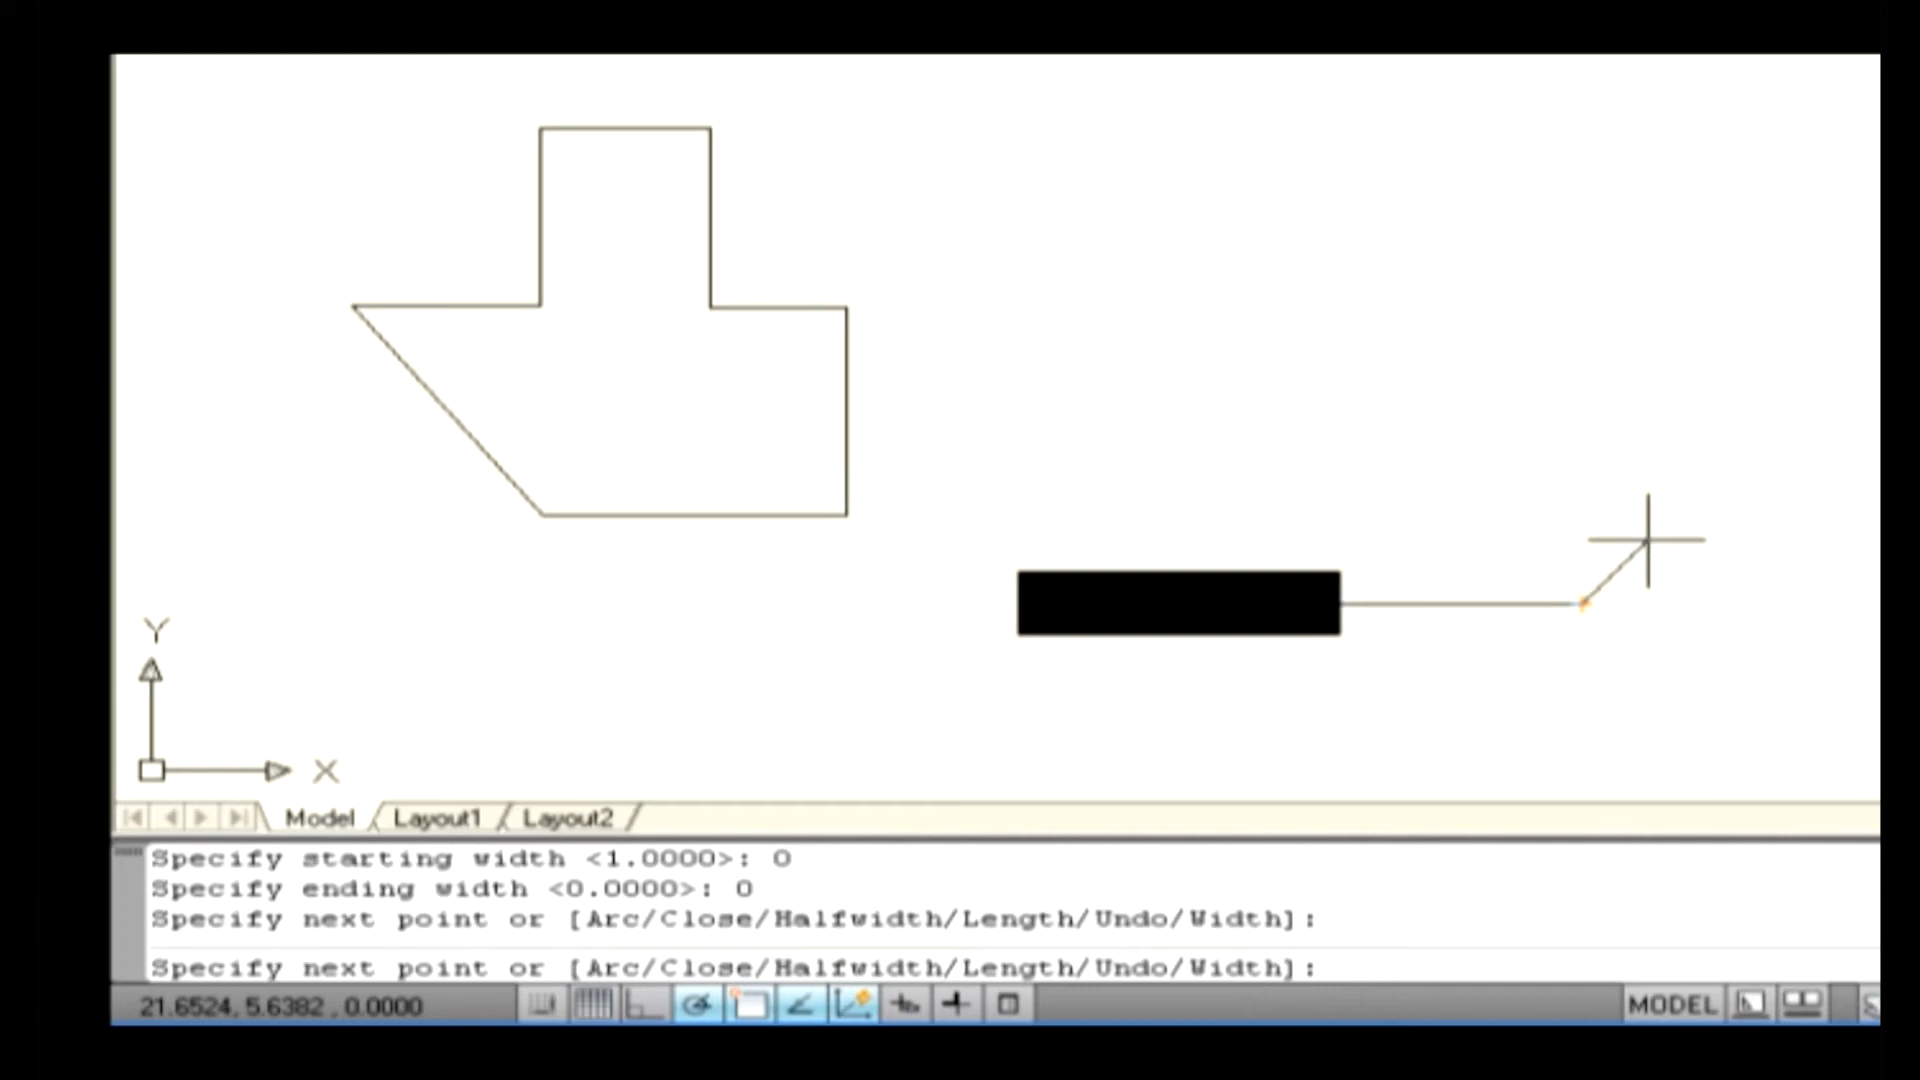 Y
X
Model Layout1 Layout2
Specify starting width <1.0000>: 0
Specify ending width <0.0000>: 0
Specify next point or [Arc/Close/Halfwidth/Length/Undo/Width]:
Specify next point or [Arc/Close/Halfwidth/Length/Undo/Width]:
21.6524, 5.6382 , 0.0000 MODEL